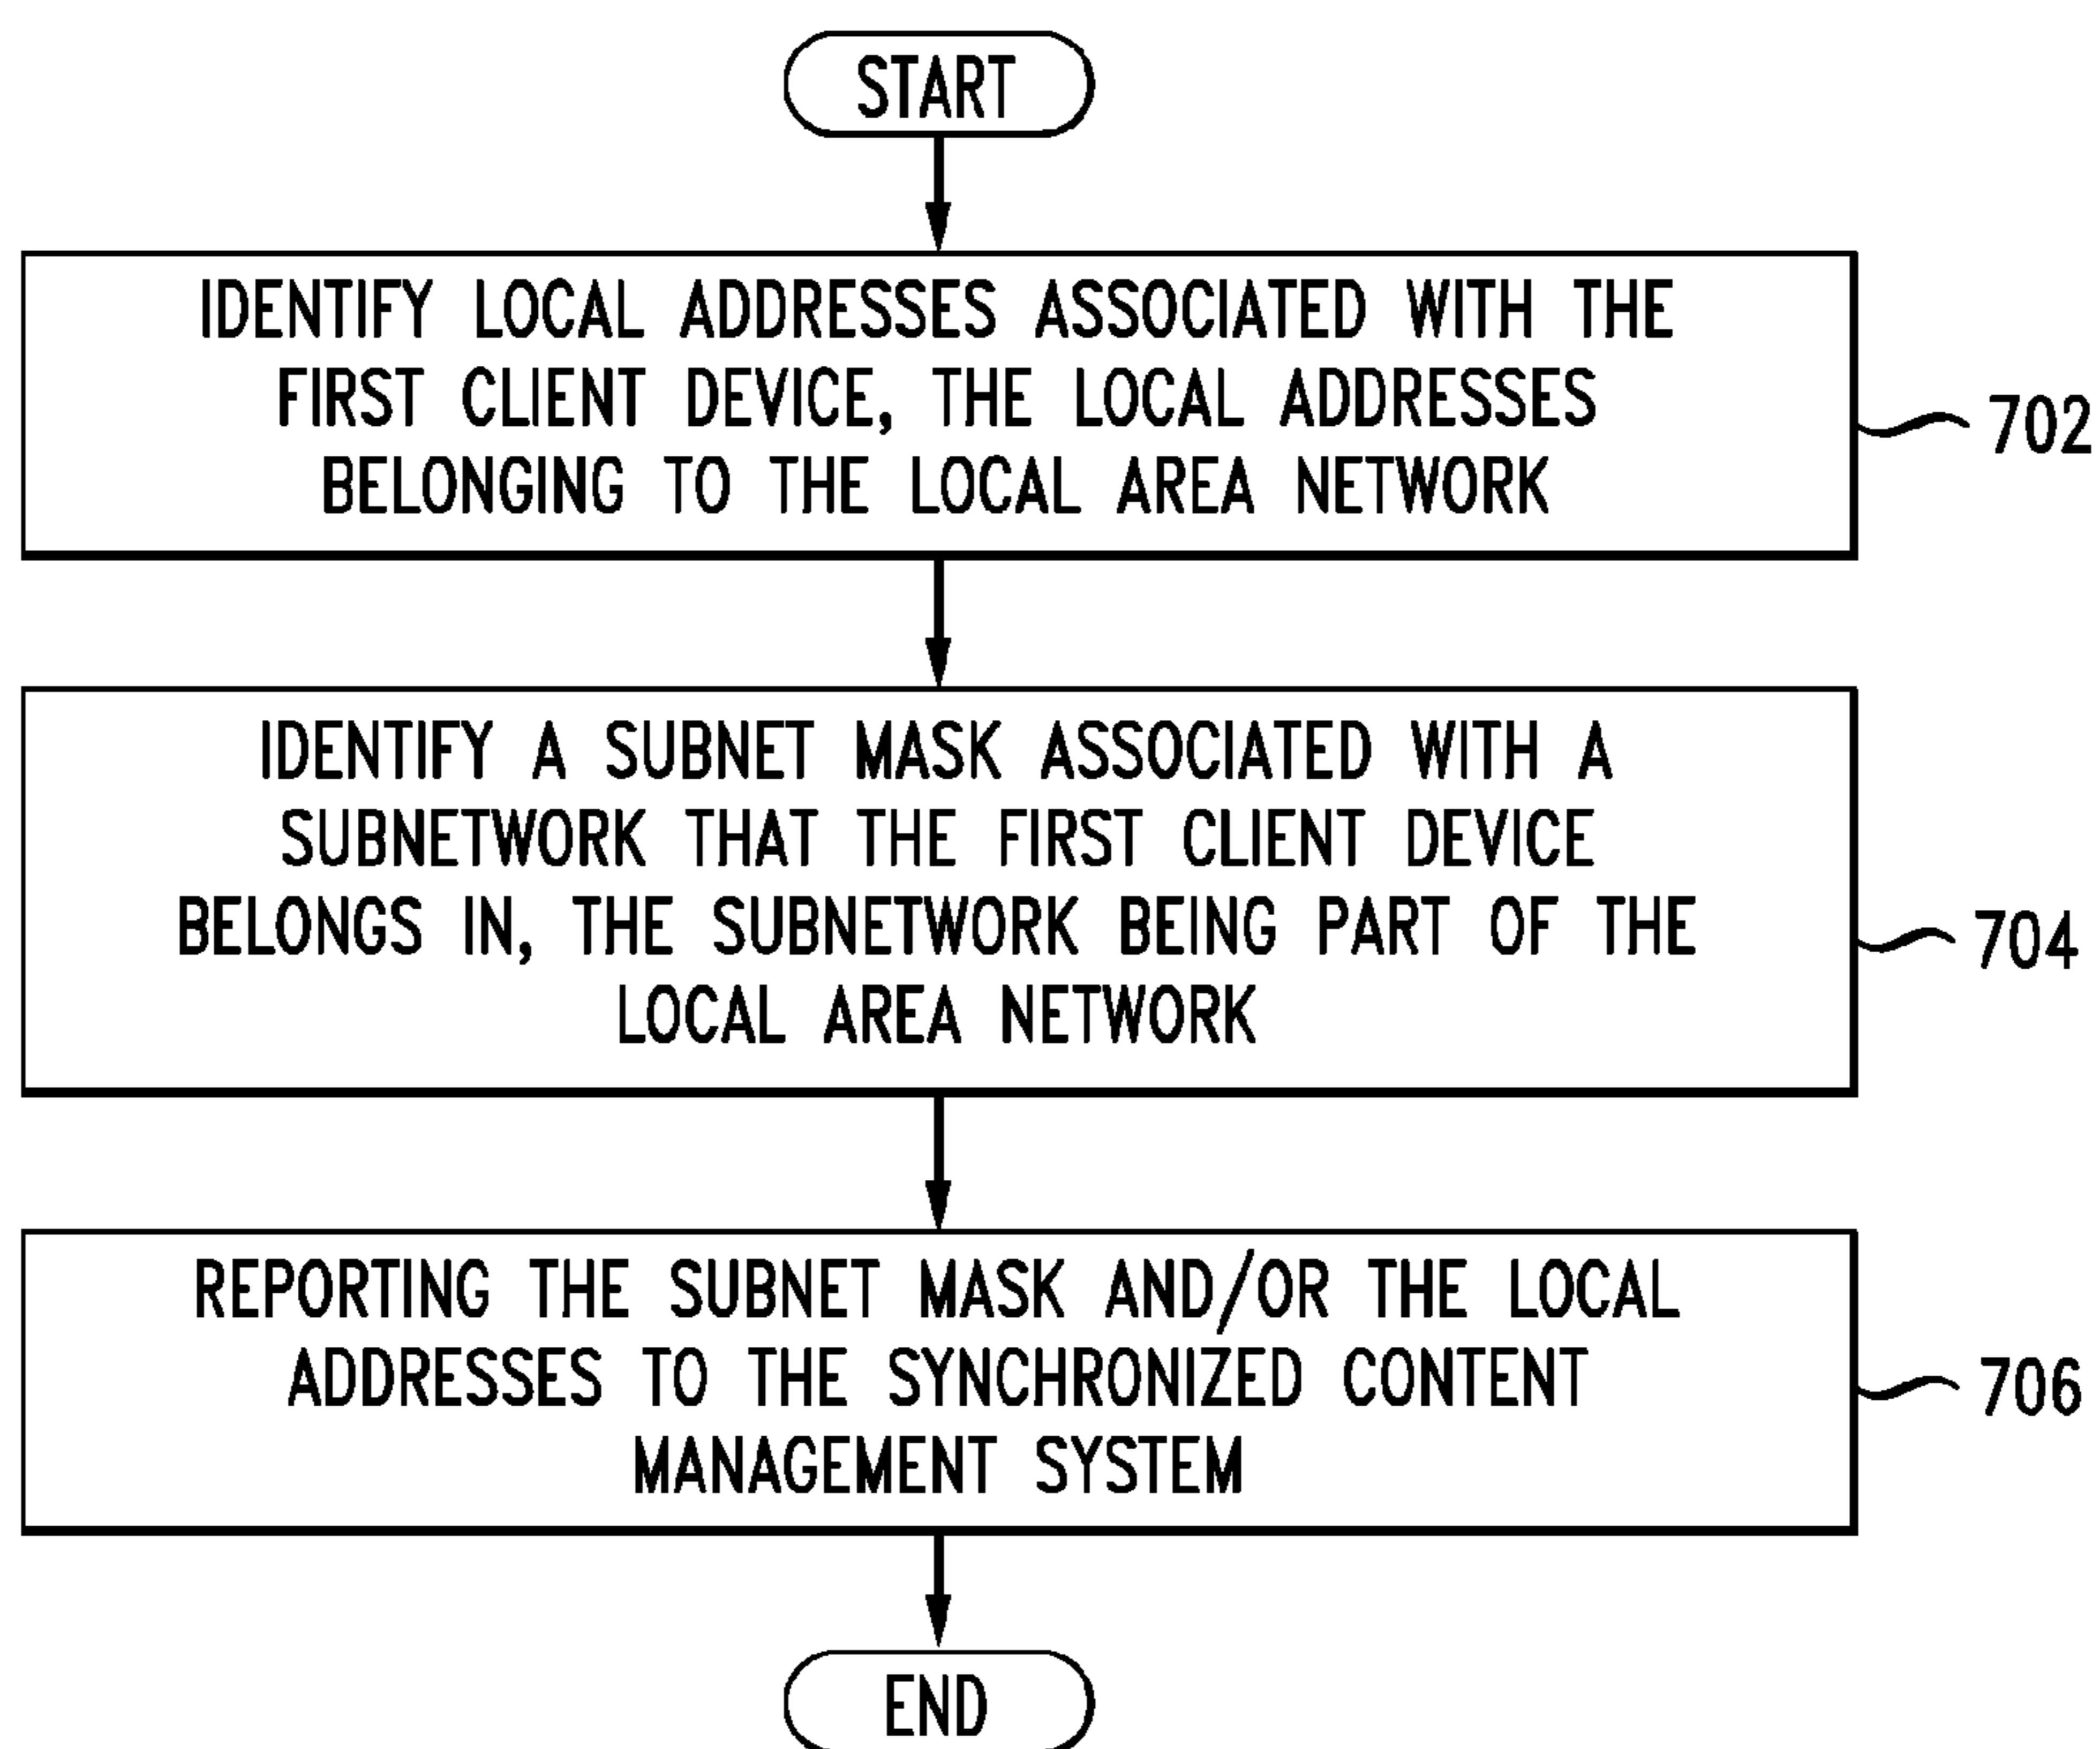 START
IDENTIFY LOCAL ADDRESSES ASSOCIATED WITH THE
FIRST CLIENT DEVICE, THE LOCAL ADDRESSES
BELONGING TO THE LOCAL AREA NETWORK
702
IDENTIFY A SUBNET MASK ASSOCIATED WITH A
SUBNETWORK THAT THE FIRST CLIENT DEVICE
BELONGS IN, THE SUBNETWORK BEING PART OF THE
LOCAL AREA NETWORK
704
REPORTING THE SUBNET MASK AND/OR THE LOCAL
ADDRESSES TO THE SYNCHRONIZED CONTENT
MANAGEMENT SYSTEM
706
END